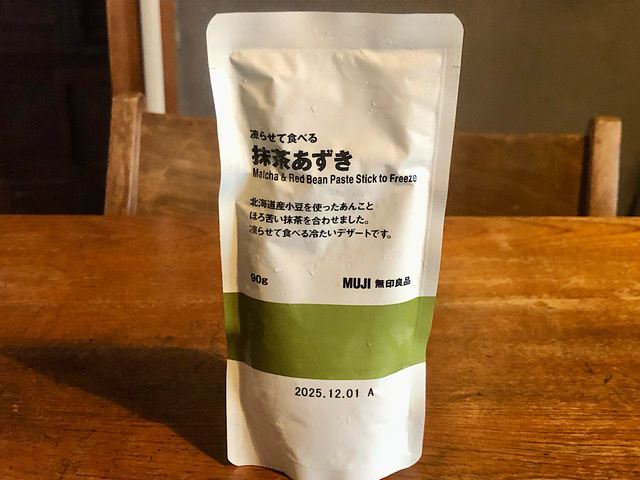 凍らせて食べる
抹茶あずき
Matcha & Red Bean Paste Stick to Freeze
北海道産小豆を使ったあんこと
ほろ苦い抹茶を合わせました。
凍らせて食べる冷たいデザートです。
90g
MUJI 無印良品
2025.12.01 A